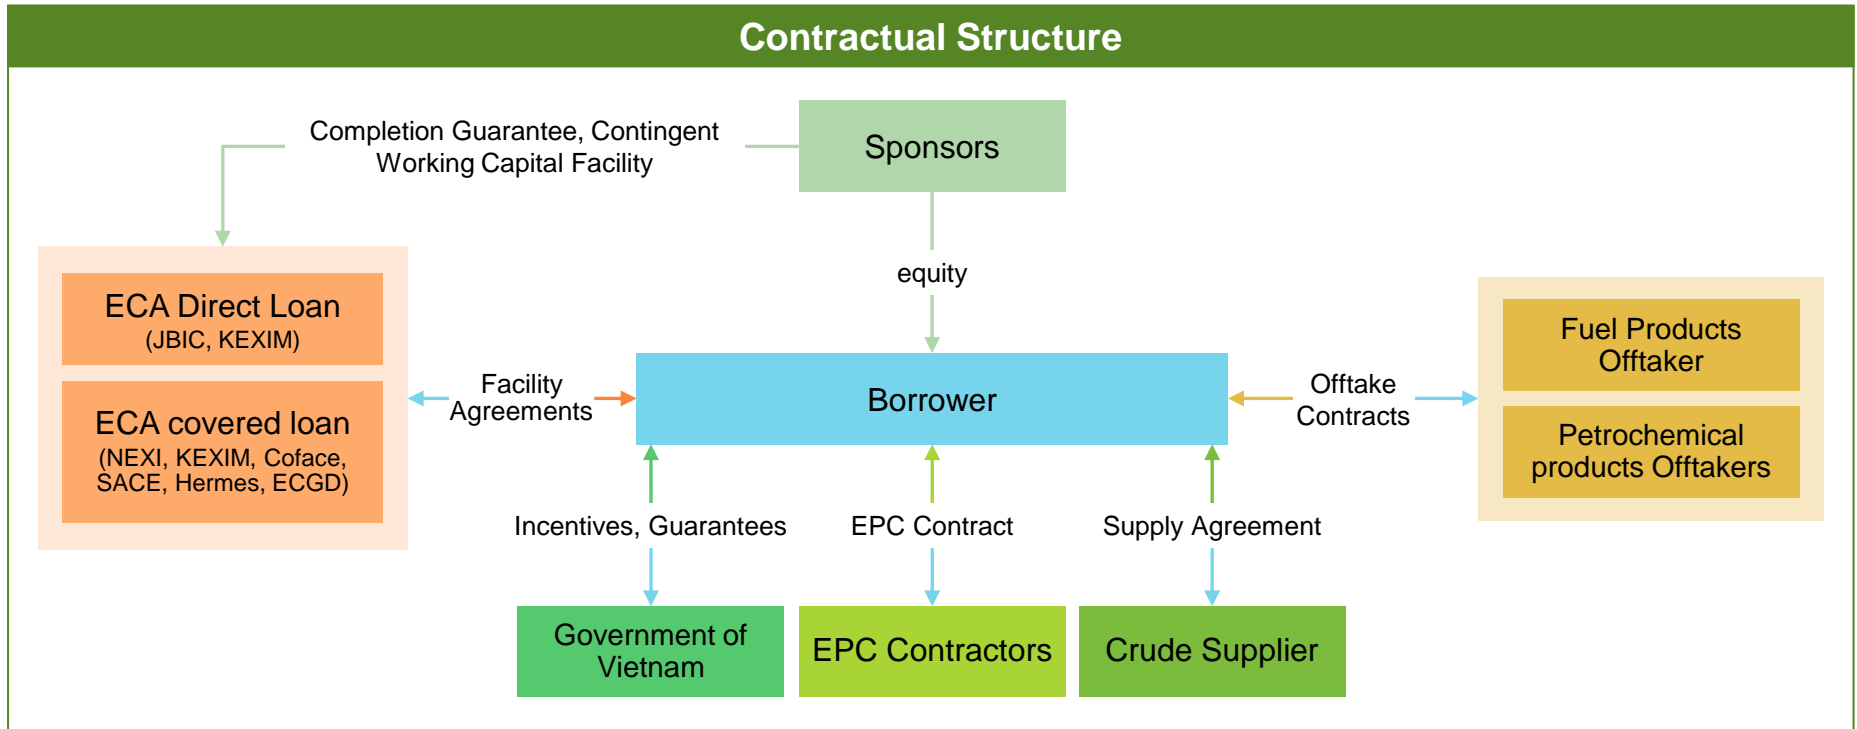 Contractual Structure
Completion Guarantee, Contingent
Working Capital Facility
Sponsors
equity
ECA Direct Loan
(JBIC, KEXIM)
ECA covered loan
(NEXI, KEXIM, Coface,
SACE, Hermes, ECGD)
Facility
Agreements
Borrower
Offtake
Contracts
Fuel Products
Offtaker
Petrochemical
products Offtakers
Incentives, Guarantees
EPC Contract
Supply Agreement
Government of
Vietnam
EPC Contractors
Crude Supplier